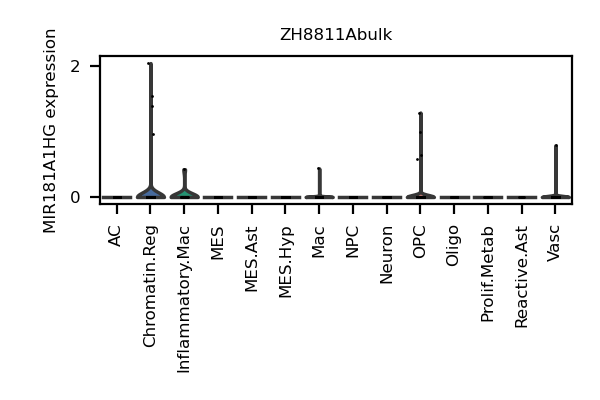 ZH8811Abulk
MIR181A1HG expression
2
0
AC
Chromatin.Reg
Inflammatory.Mac
MES
MES.Ast
MES.Hyp
Mac
NPC
Neuron
OPC
Oligo
Prolif.Metab
Reactive.Ast
Vasc